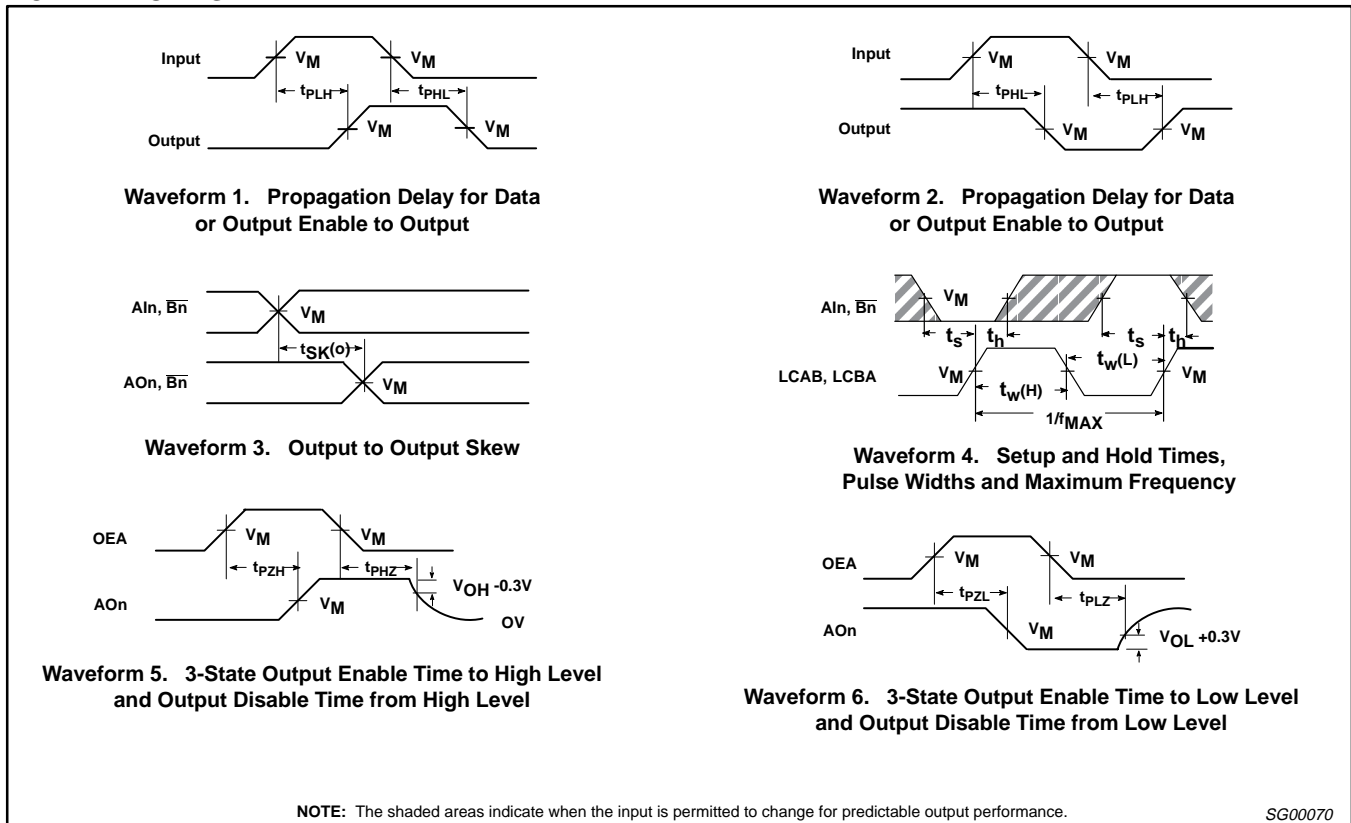 Input
VM
VM
tPLH
tPHL
Output
VM
VM
Waveform 1. Propagation Delay for Data
or Output Enable to Output
Input
VM
VM
tPHL
tPLH
Output
VM
VM
Waveform 2. Propagation Delay for Data
or Output Enable to Output
AIn, B̅n̅
VM
tSK(o)
AOn, B̅n̅
VM
Waveform 3. Output to Output Skew
AIn, B̅n̅
VM
ts
th
ts
th
tw(L)
LCAB, LCBA
VM
VM
tw(H)
1/fMAX
Waveform 4. Setup and Hold Times,
Pulse Widths and Maximum Frequency
OEA
VM
VM
tPZH
tPHZ
VOH -0.3V
AOn
VM
OV
Waveform 5. 3-State Output Enable Time to High Level
and Output Disable Time from High Level
OEA
VM
VM
tPZL
tPLZ
AOn
VM
VOL +0.3V
Waveform 6. 3-State Output Enable Time to Low Level
and Output Disable Time from Low Level
NOTE: The shaded areas indicate when the input is permitted to change for predictable output performance.
SG00070